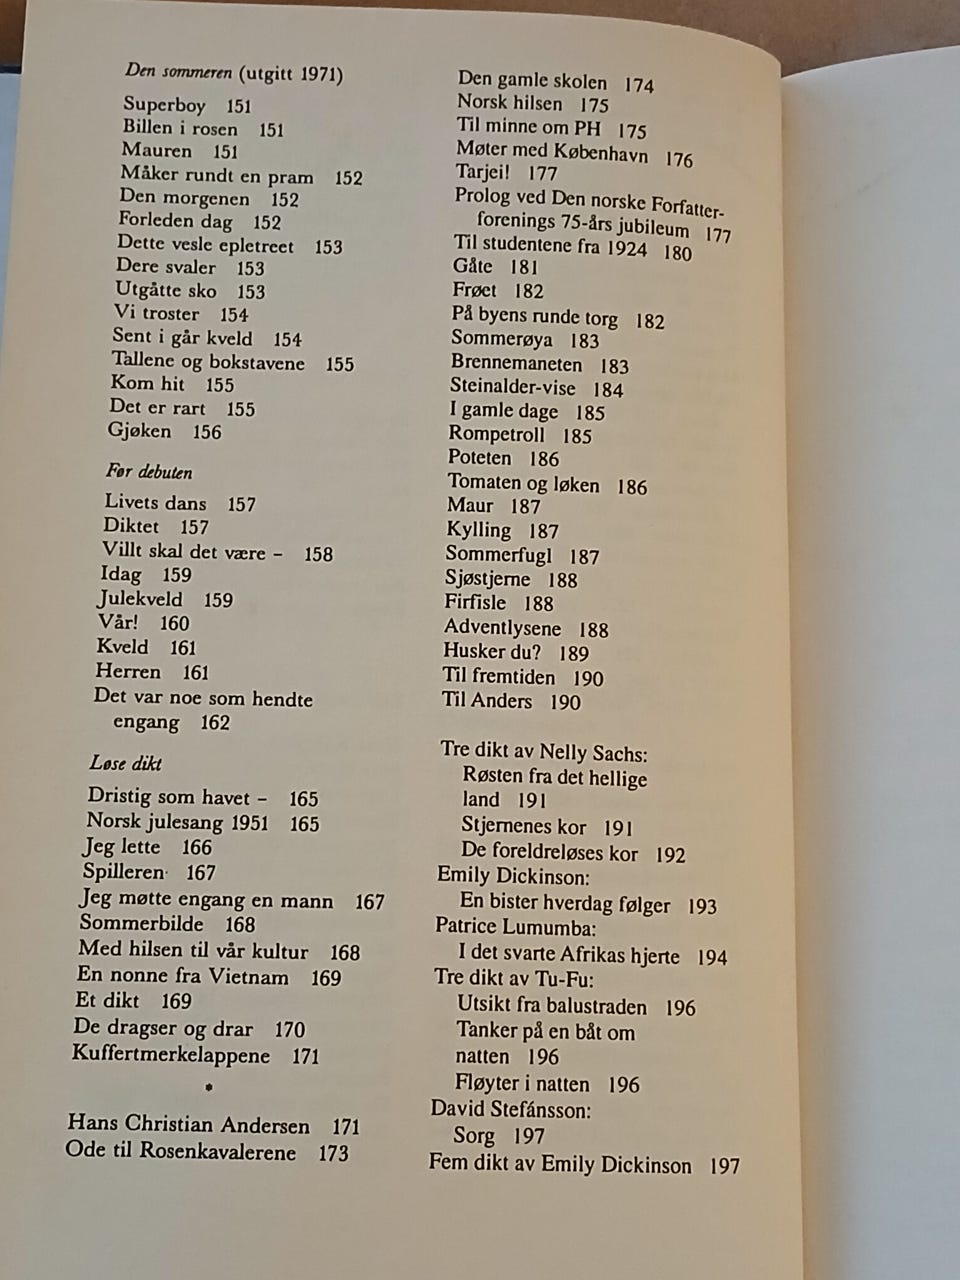 Den sommeren (utgitt 1971)
Superboy 151
Billen i rosen 151
Mauren 151
Måker rundt en pram 152
Den morgenen 152
Forleden dag 152
Dette vesle epletreet 153
Dere svaler 153
Utgåtte sko 153
Vi troster 154
Sent i går kveld 154
Tallene og bokstavene 155
Kom hit 155
Det er rart 155
Gjøken 156
Før debuten
Livets dans 157
Diktet 157
Villt skal det være – 158
Idag 159
Julekveld 159
Vår! 160
Kveld 161
Herren 161
Det var noe som hendte
engang 162
Løse dikt
Dristig som havet – 165
Norsk julesang 1951 165
Jeg lette 166
Spilleren 167
Jeg møtte engang en mann 167
Sommerbilde 168
Med hilsen til vår kultur 168
En nonne fra Vietnam 169
Et dikt 169
De dragser og drar 170
Kuffertmerkelappene 171
*
Hans Christian Andersen 171
Ode til Rosenkavalerene 173
Den gamle skolen 174
Norsk hilsen 175
Til minne om PH 175
Møter med København 176
Tarjei! 177
Prolog ved Den norske Forfatter-
forenings 75-års jubileum 177
Til studentene fra 1924 180
Gåte 181
Frøet 182
På byens runde torg 182
Sommerøya 183
Brennemaneten 183
Steinalder-vise 184
I gamle dage 185
Rompetroll 185
Poteten 186
Tomaten og løken 186
Maur 187
Kylling 187
Sommerfugl 187
Sjøstjerne 188
Firfisle 188
Adventlysene 188
Husker du? 189
Til fremtiden 190
Til Anders 190
Tre dikt av Nelly Sachs:
Røsten fra det hellige
land 191
Stjernenes kor 191
De foreldreløses kor 192
Emily Dickinson:
En bister hverdag følger 193
Patrice Lumumba:
I det svarte Afrikas hjerte 194
Tre dikt av Tu-Fu:
Utsikt fra balustraden 196
Tanker på en båt om
natten 196
Fløyter i natten 196
David Stefánsson:
Sorg 197
Fem dikt av Emily Dickinson 197